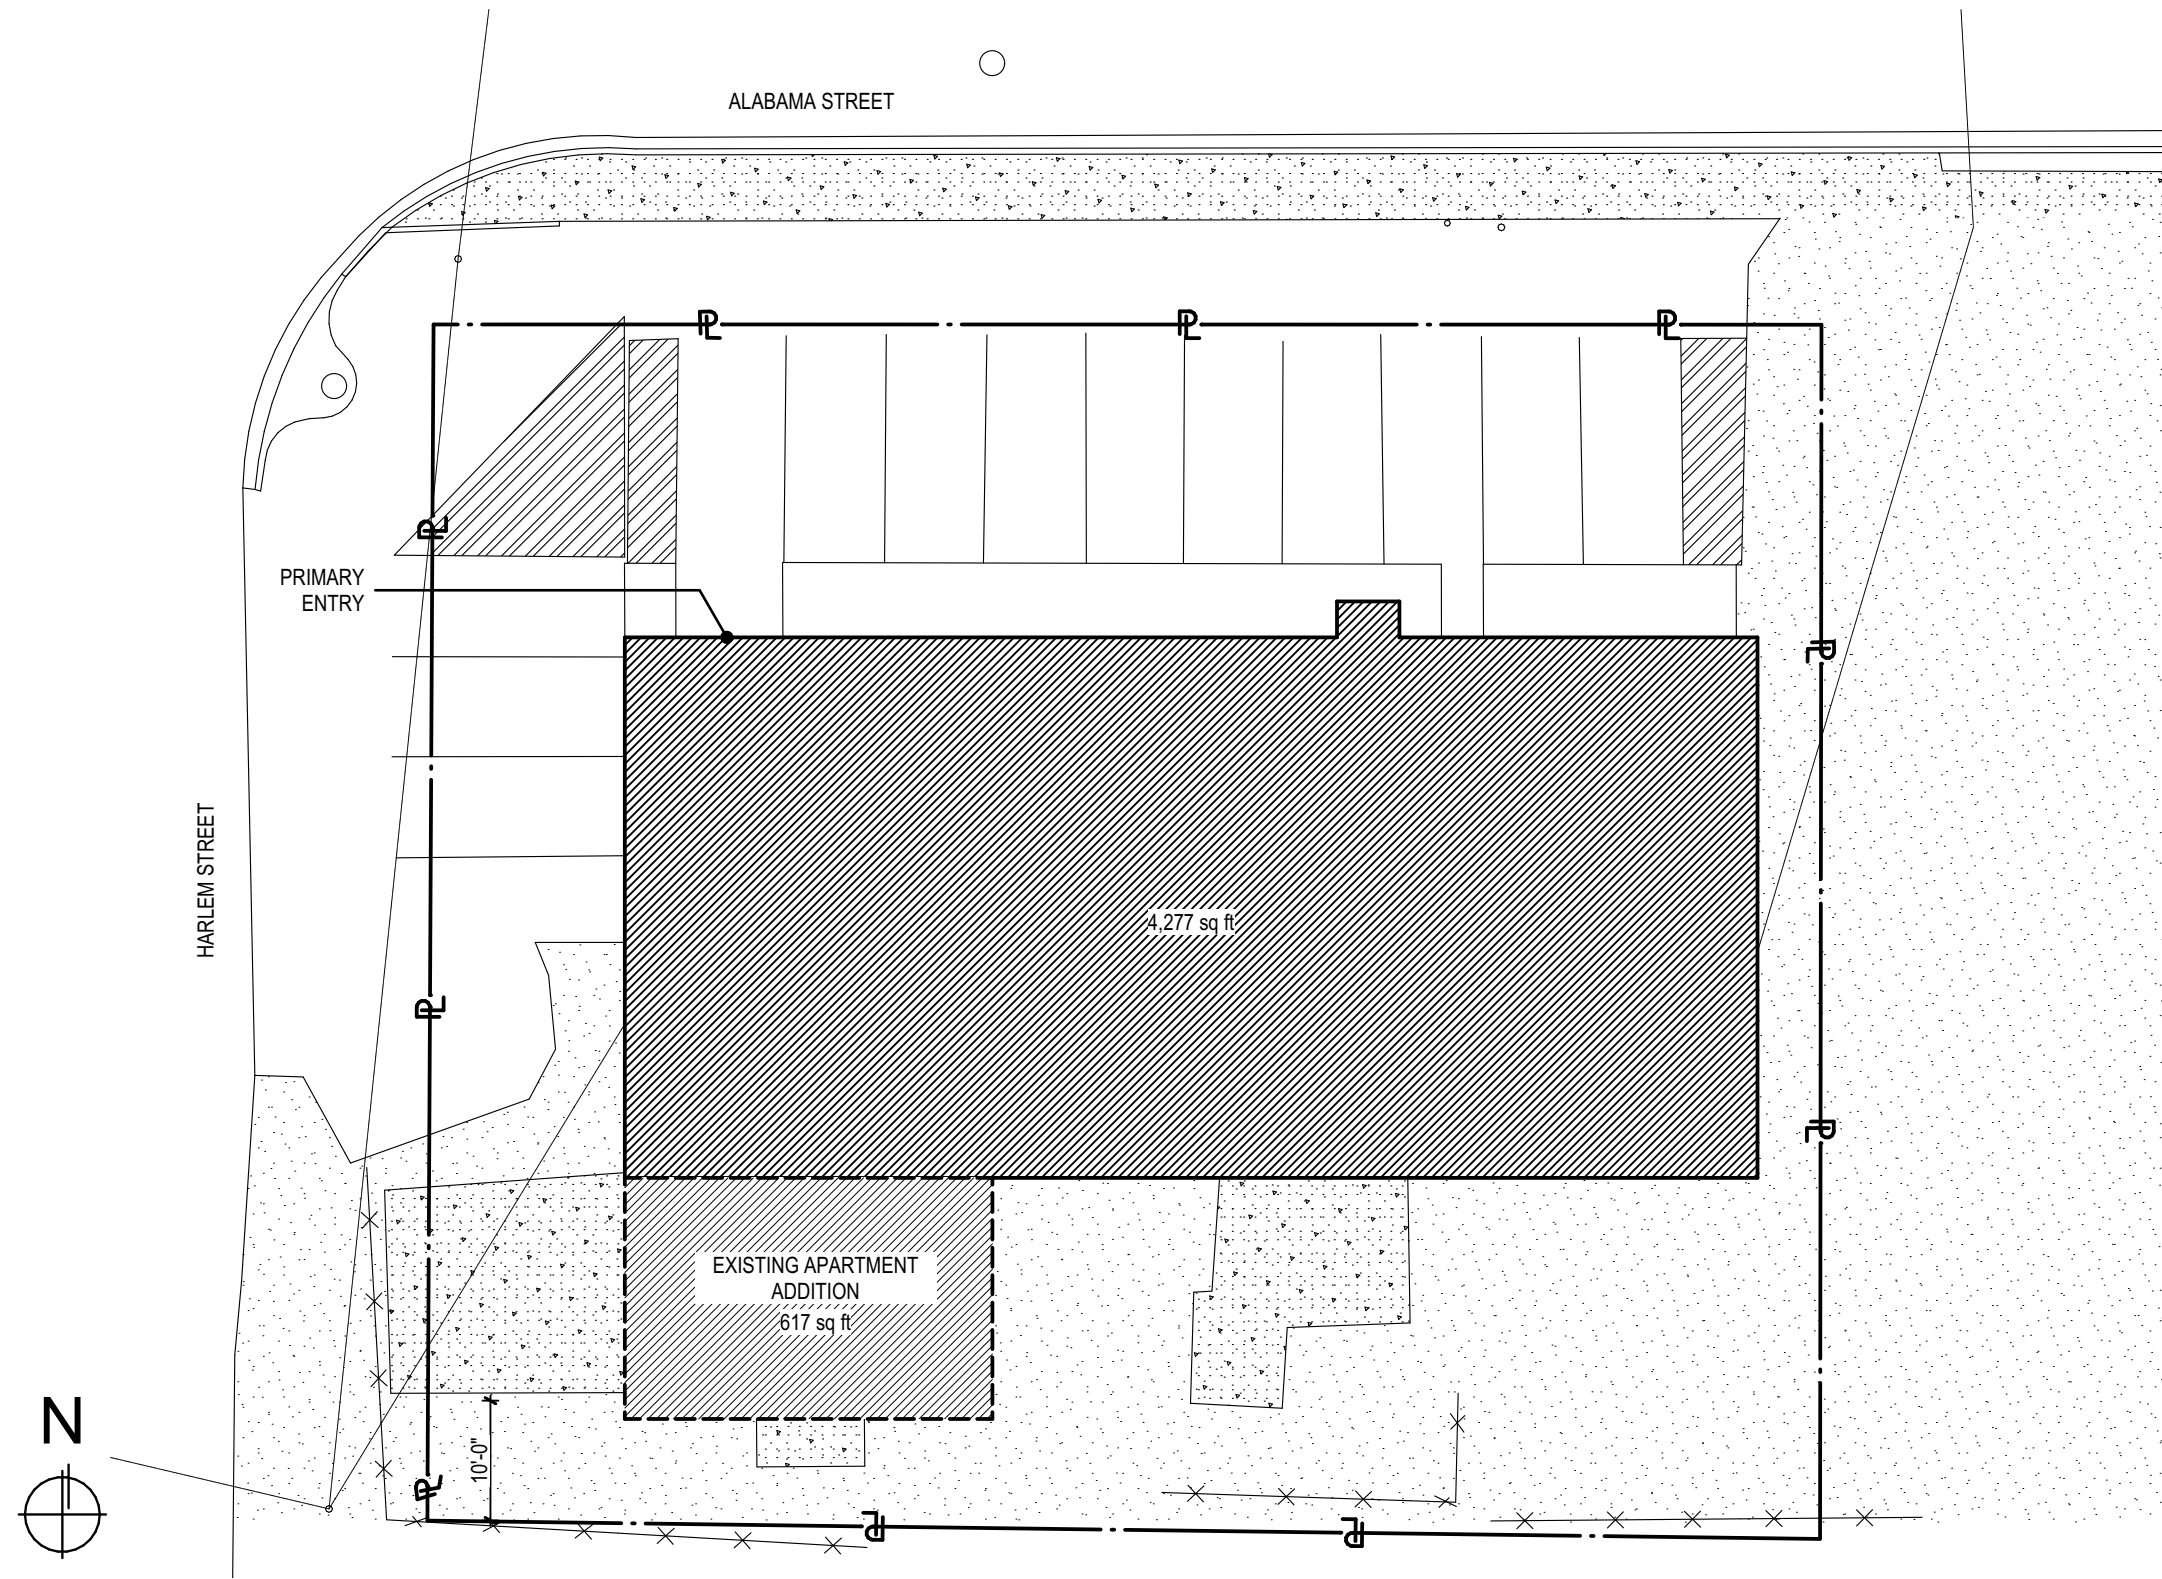 ALABAMA STREET
PL
PL
PL
PL
PRIMARY
ENTRY
PL
HARLEM STREET
4,277 sq ft
PL
PL
EXISTING APARTMENT
ADDITION
617 sq ft
N
10'-0"
PL
PL
PL